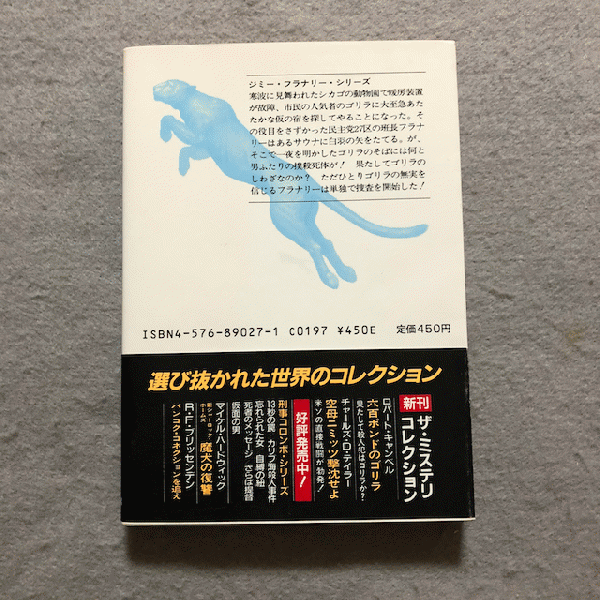 ジミー・フラナリー・シリーズ
寒波に見舞われたシカゴの動物園で暖房装置
が故障、市民の人気者のゴリラに大至急あた
たかな仮の宿を探してやることになった。そ
の役目をさずかった民主党27区の班長フラナ
リーはあるサウナに白羽の矢をたてる。が、
そこで一夜を明かしたゴリラのそばには何と
男ふたりの撲殺死体が! 果たしてゴリラの
しわざなのか? ただひとりゴリラの無実を
信じるフラナリーは単独で捜査を開始した!
ISBN4-576-89027-1 C0197 ¥450E 定価450円
選び抜かれた世界のコレクション
新刊 ザ・ミステリ
コレクション
ロバート・キャンベル
六百ポンドのゴリラ
果たして殺人犯はゴリラか?
チャールズ・D・テイラー
空母ニミッツ撃沈せよ
米ソの直接戦闘が勃発!
好評発売中!
刑事コロンボ・シリーズ
13秒の罠 カリブ海殺人事件
忘れられた女 自縛の紐
死者のメッセージ さらば提督
仮面の男
マイクル・ハードウィック
魔犬の復讐
R・F・ブリッセンデン
バンコク・コネクションを追え